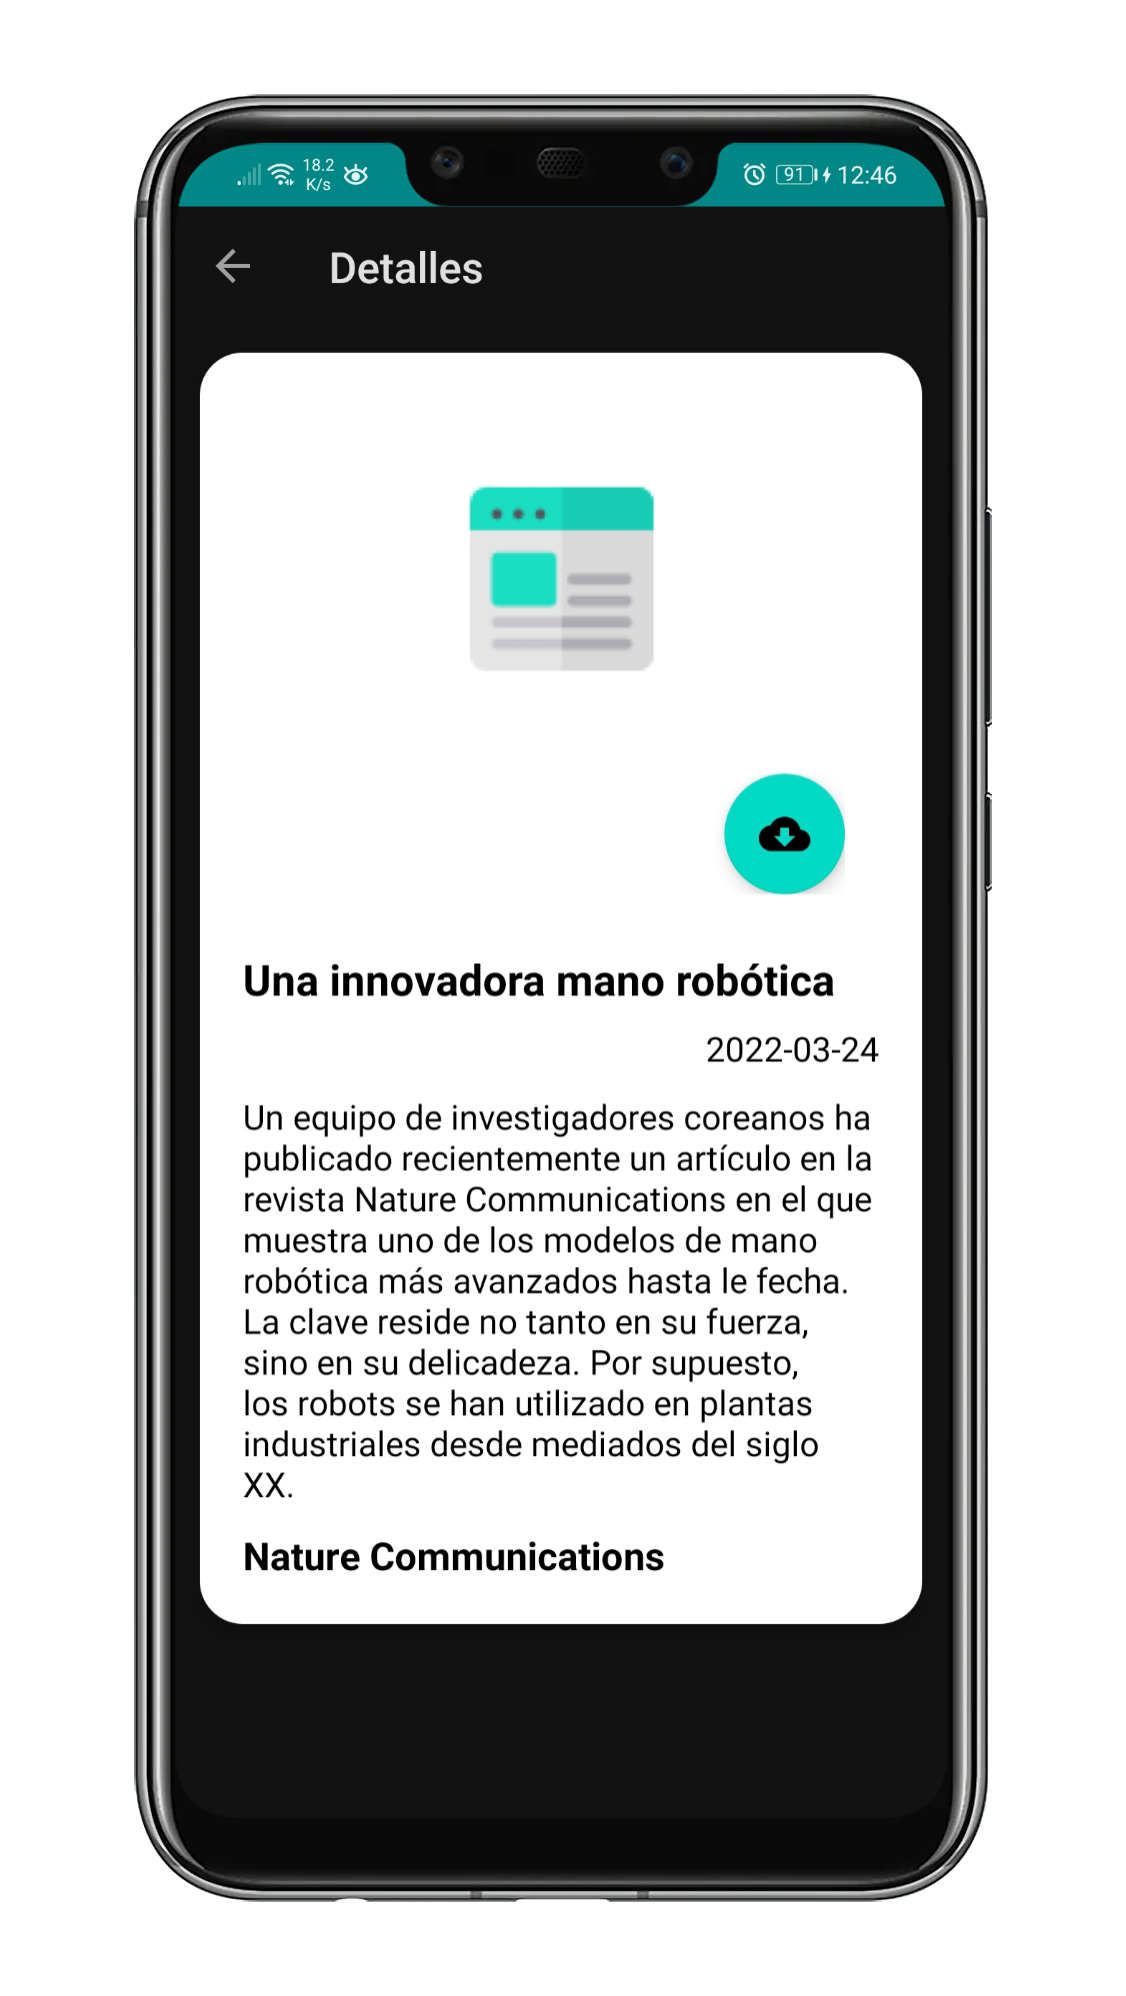 18.2
K/s
91
12:46
Detalles
Una innovadora mano robótica
2022-03-24
Un equipo de investigadores coreanos ha
publicado recientemente un artículo en la
revista Nature Communications en el que
muestra uno de los modelos de mano
robótica más avanzados hasta le fecha.
La clave reside no tanto en su fuerza,
sino en su delicadeza. Por supuesto,
los robots se han utilizado en plantas
industriales desde mediados del siglo
XX.
Nature Communications